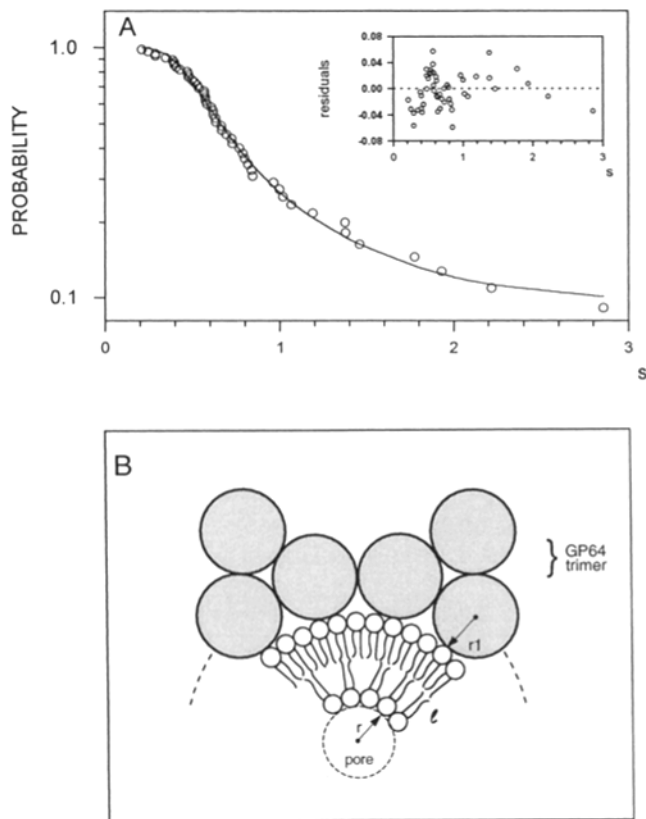 A
PROBABILITY
1.0
0.1
0
1
2
3
s
residuals
0.08
0.04
0.00
-0.04
-0.08
0
1
2
3
s
B
} GP64
trimer
r1
r
ℓ
pore